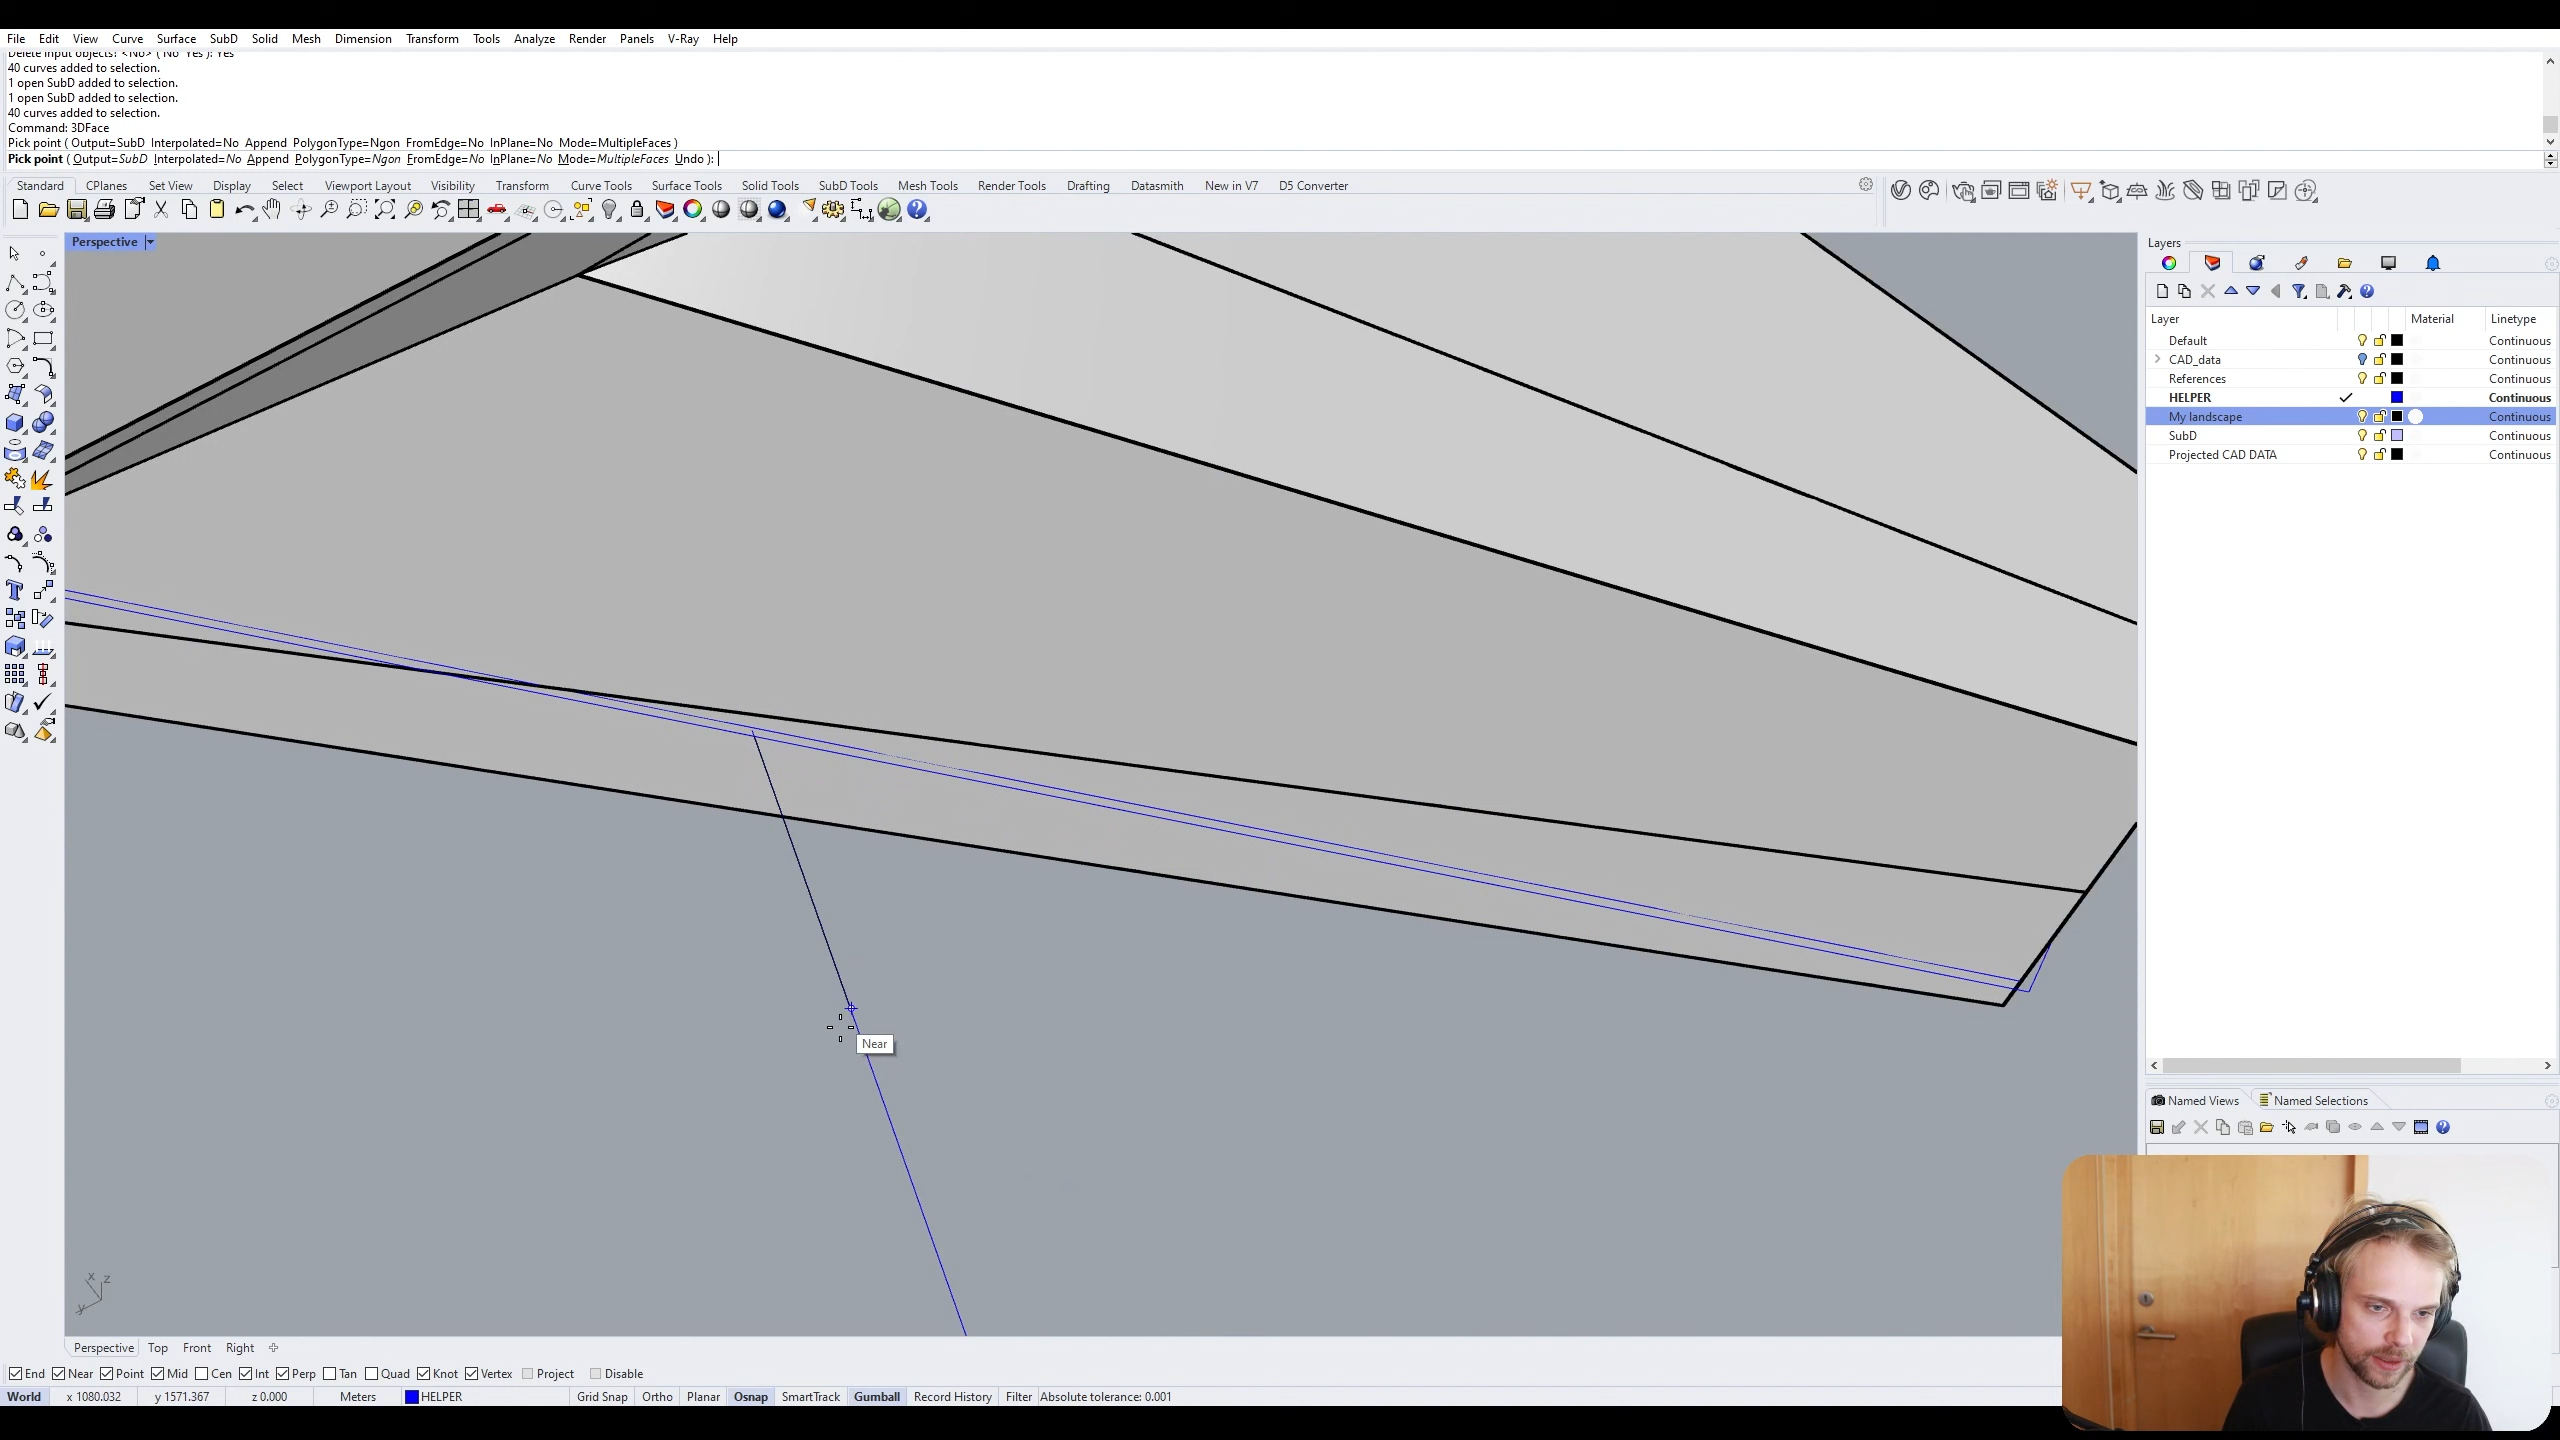 File Edit View Curve Surface SubD Solid Mesh Dimension Transform Tools Analyze Render Panels V-Ray Help
Delete input objects? <No> ( No Yes ): Yes
40 curves added to selection.
1 open SubD added to selection.
1 open SubD added to selection.
40 curves added to selection.
Command: 3DFace
Pick point ( Output=SubD Interpolated=No Append PolygonType=Ngon FromEdge=No InPlane=No Mode=MultipleFaces )
Pick point ( Output=SubD Interpolated=No Append PolygonType=Ngon FromEdge=No InPlane=No Mode=MultipleFaces Undo ):
Standard CPlanes Set View Display Select Viewport Layout Visibility Transform Curve Tools Surface Tools Solid Tools SubD Tools Mesh Tools Render Tools Drafting Datasmith New in V7 D5 Converter
Perspective
Layers
Layer Material Linetype
Default Continuous
CAD_data Continuous
References Continuous
HELPER Continuous
My landscape Continuous
SubD Continuous
Projected CAD DATA Continuous
Near
Named Views Named Selections
x z
y
Perspective Top Front Right
End Near Point Mid Cen Int Perp Tan Quad Knot Vertex Project Disable
World x 1080.032 y 1571.367 z 0.000 Meters HELPER Grid Snap Ortho Planar Osnap SmartTrack Gumball Record History Filter Absolute tolerance: 0.001